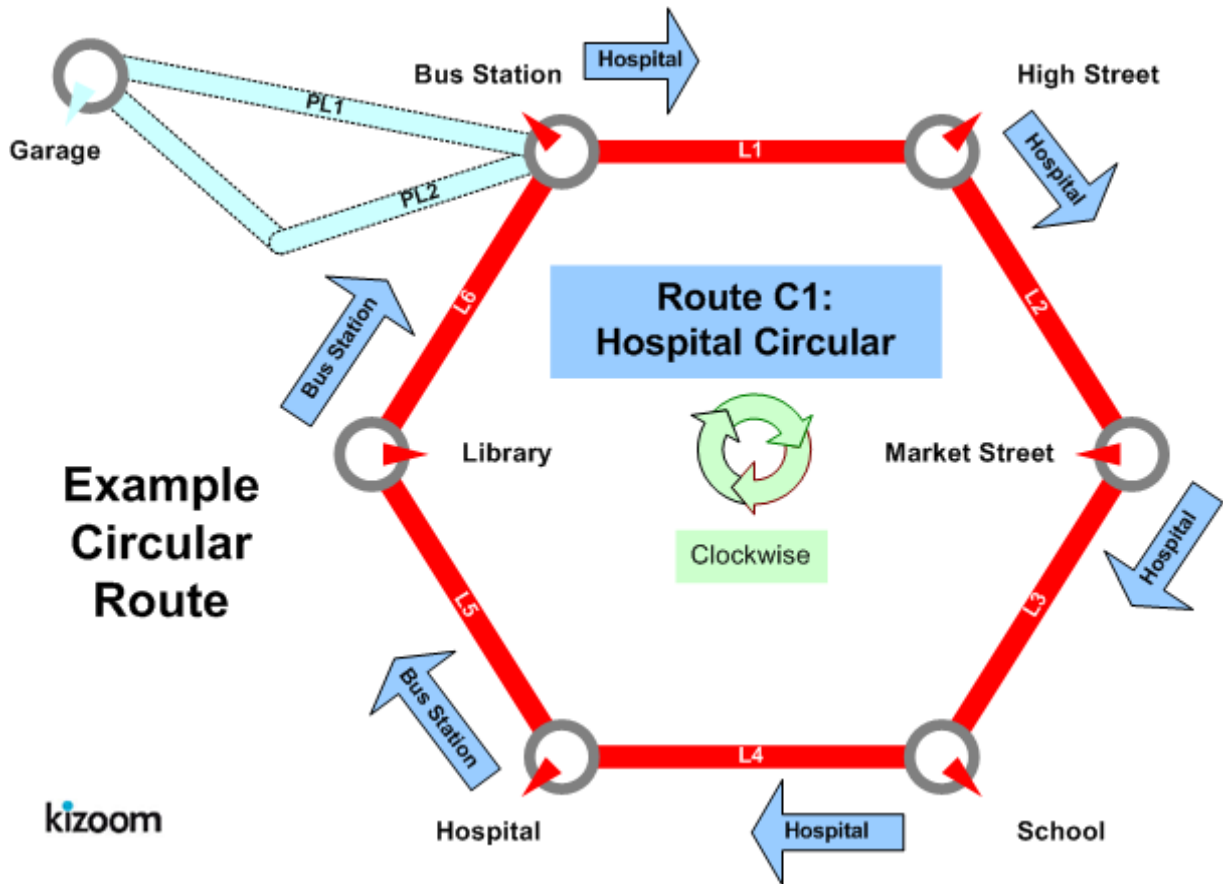 Hospital
Bus Station
High Street
PL1
Garage
L1
Hospital
PL2
L6
Route C1:
Hospital Circular
L2
Bus Station
Library
Market Street
Example
Circular
Route
Clockwise
Hospital
L5
L3
Bus Station
L4
kizoom
Hospital
Hospital
School